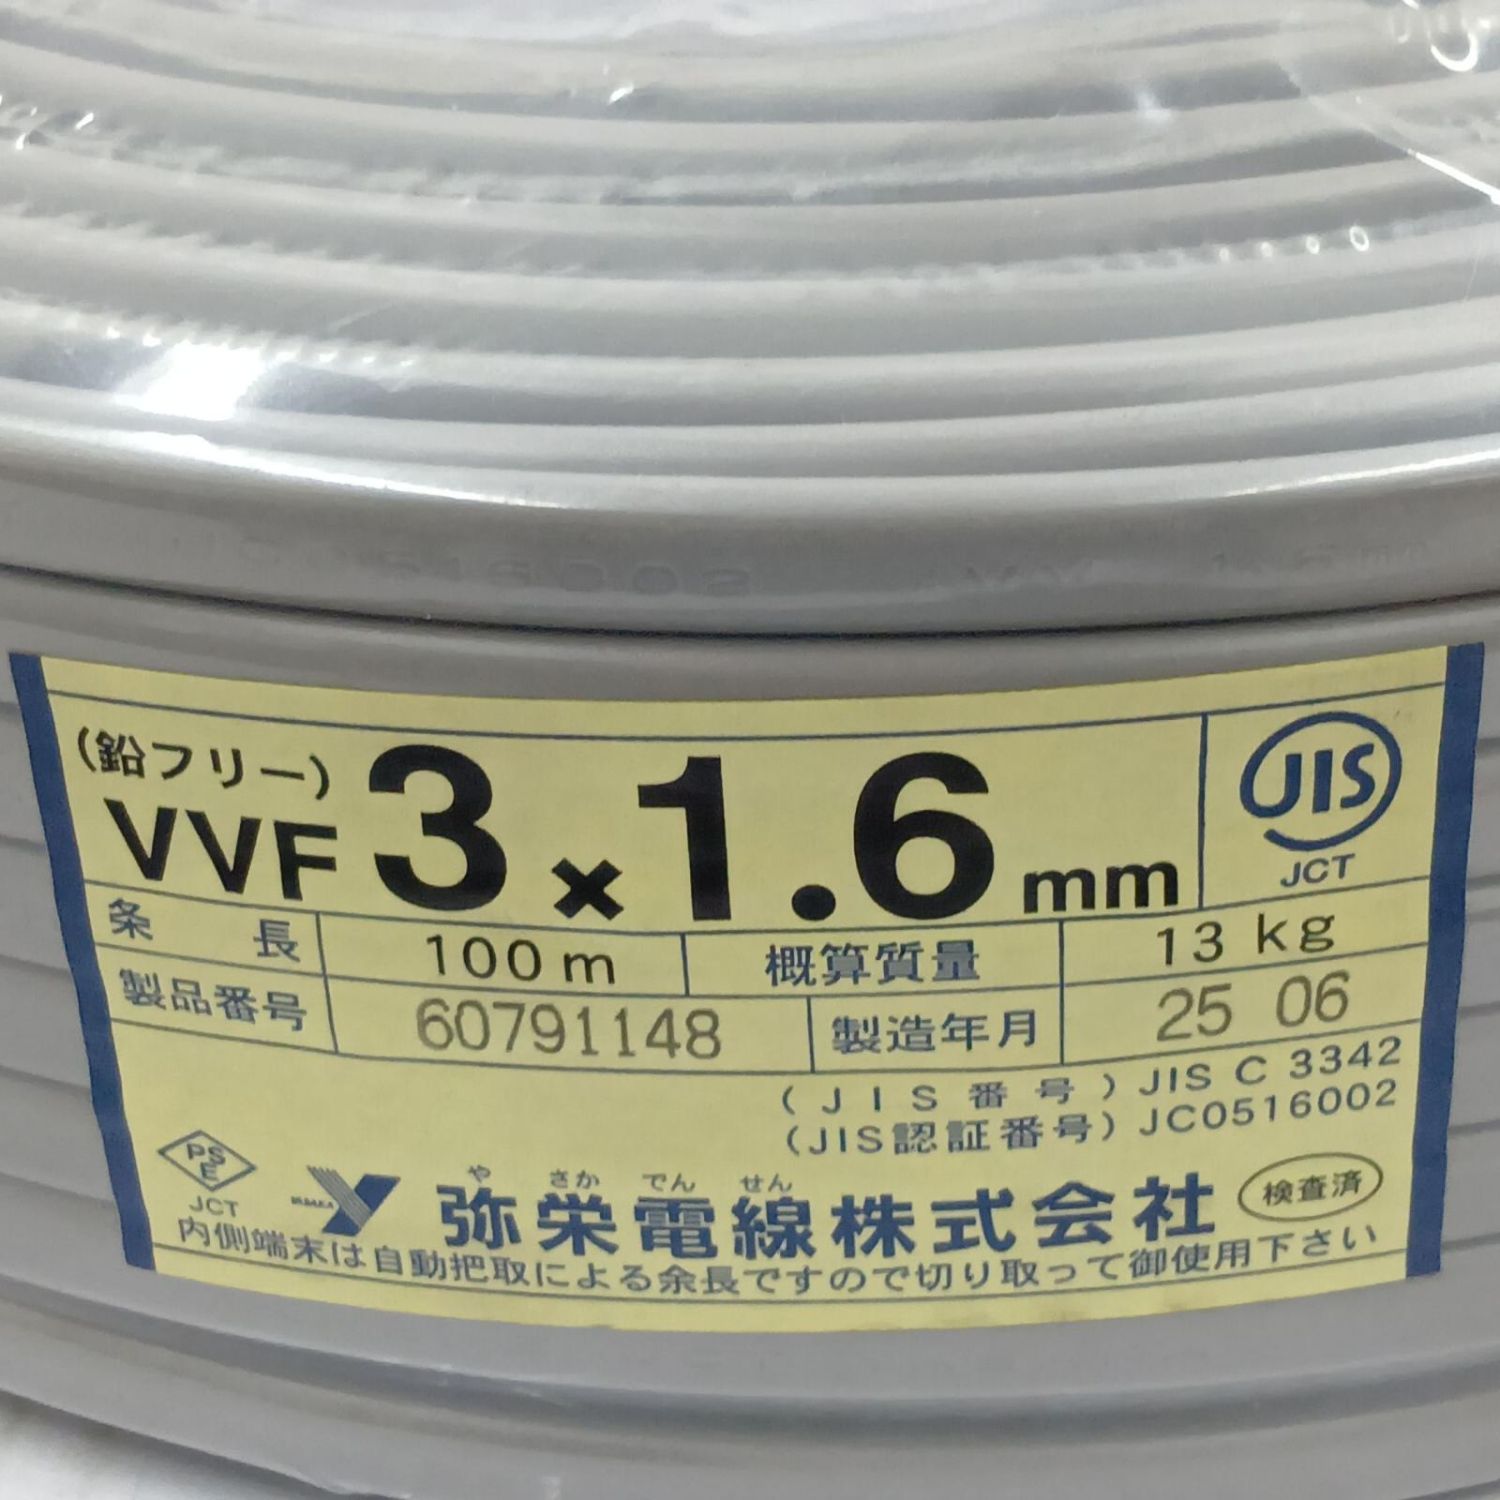 (鉛フリー)
VVF 3×1.6mm
JIS
JCT
条長 100m 概算質量 13kg
製品番号 60791148 製造年月 25 06
(JIS番号) JIS C 3342
(JIS認証番号) JC0516002
PSE
JCT
や さか でん せん
弥栄電線株式会社 検査済
内側端末は自動把取による余長ですので切り取って御使用下さい